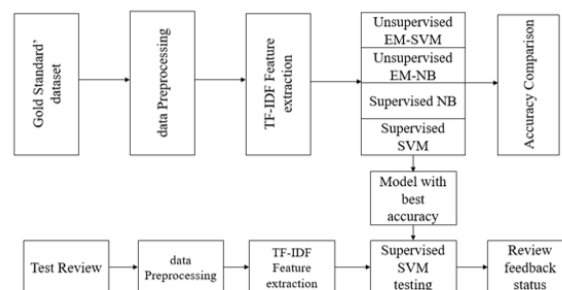 Gold Standard'
dataset
data Preprocessing
TF-IDF Feature
extraction
Unsupervised
EM-SVM
Unsupervised
EM-NB
Supervised NB
Supervised
SVM
Accuracy Comparison
Model with
best
accuracy
Test Review
data
Preprocessing
TF-IDF
Feature
extraction
Supervised
SVM
testing
Review
feedback
status